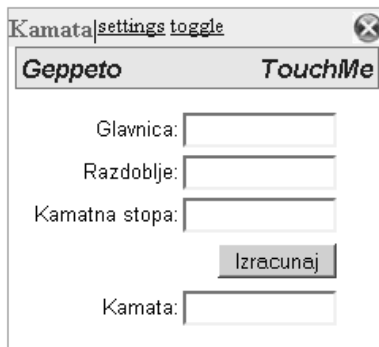 Kamata|settings toggle
Geppeto TouchMe
Glavnica:
Razdoblje:
Kamatna stopa:
Izracunaj
Kamata: